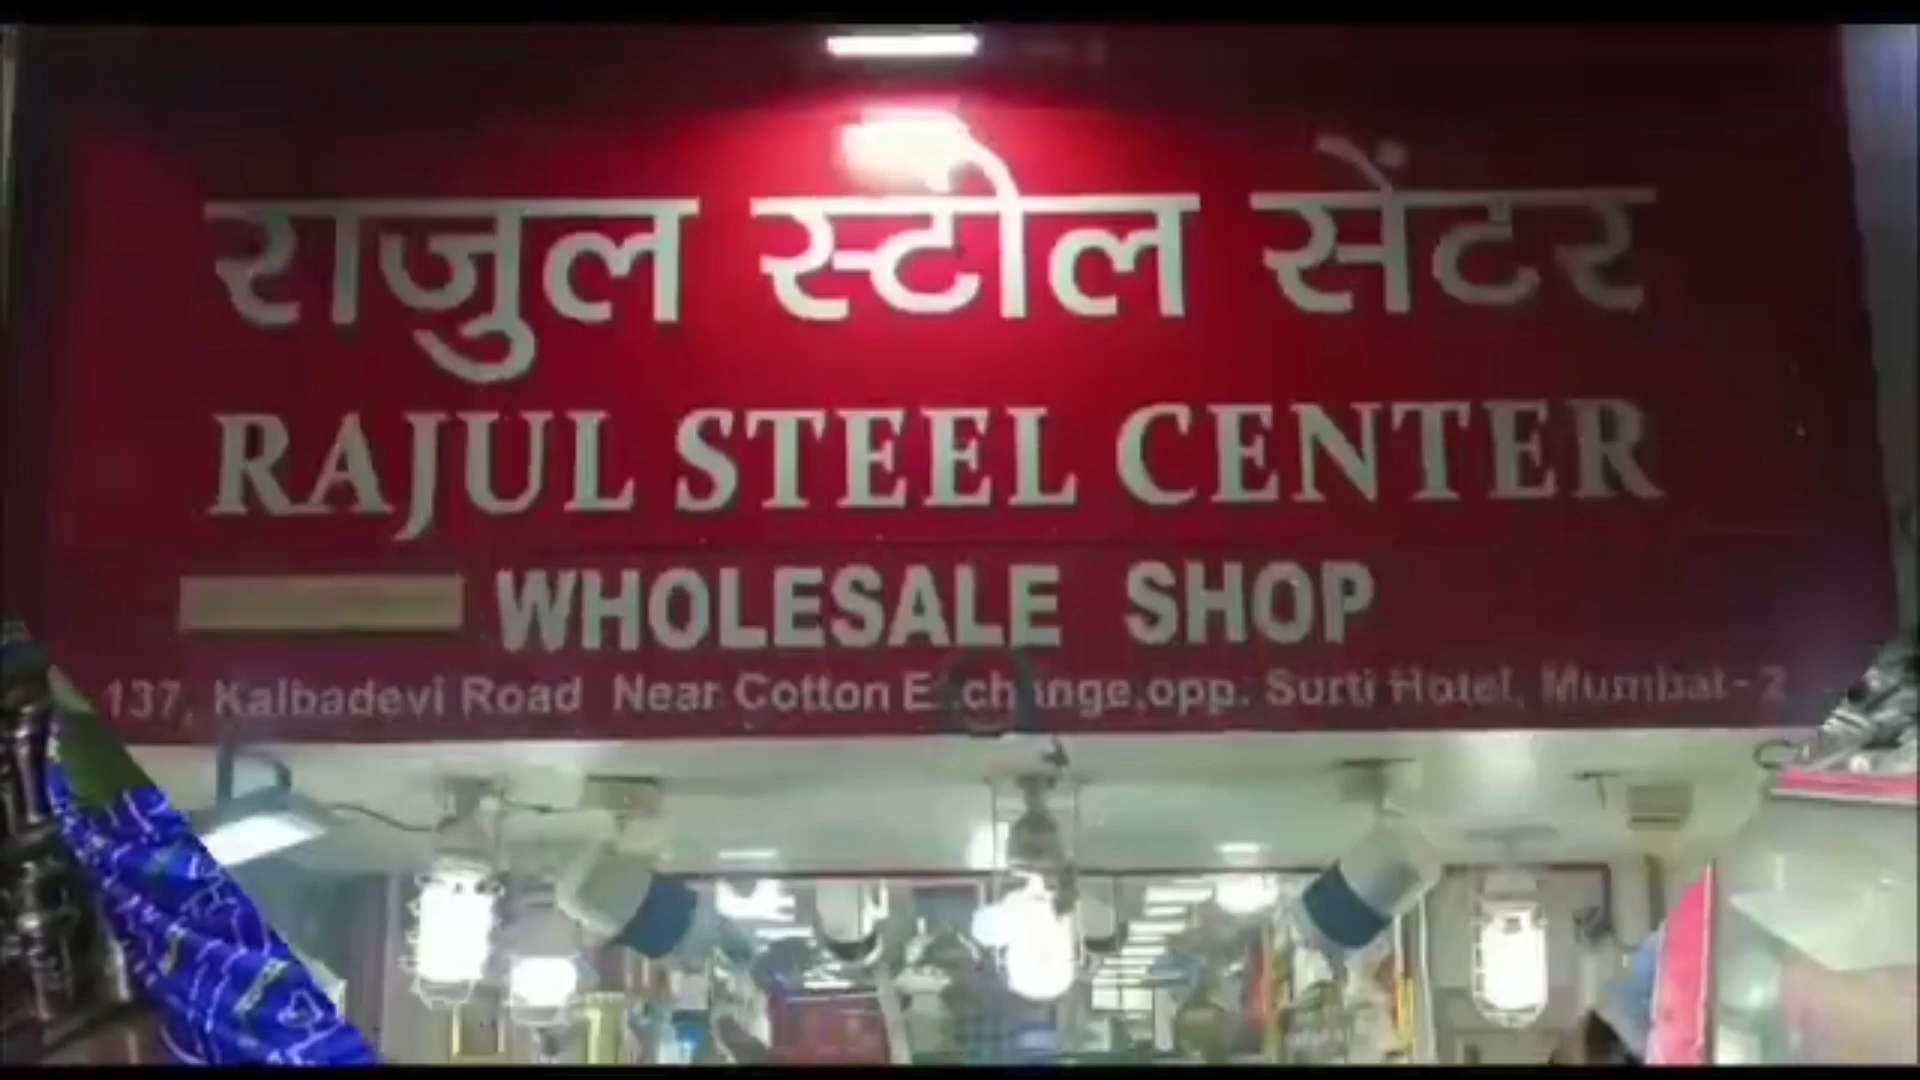 राजुल स्टील सेंटर
RAJUL STEEL CENTER
WHOLESALE SHOP
137, Kalbadevi Road Near Cotton Exchange,opp. Surti Hotel, Mumbai-2